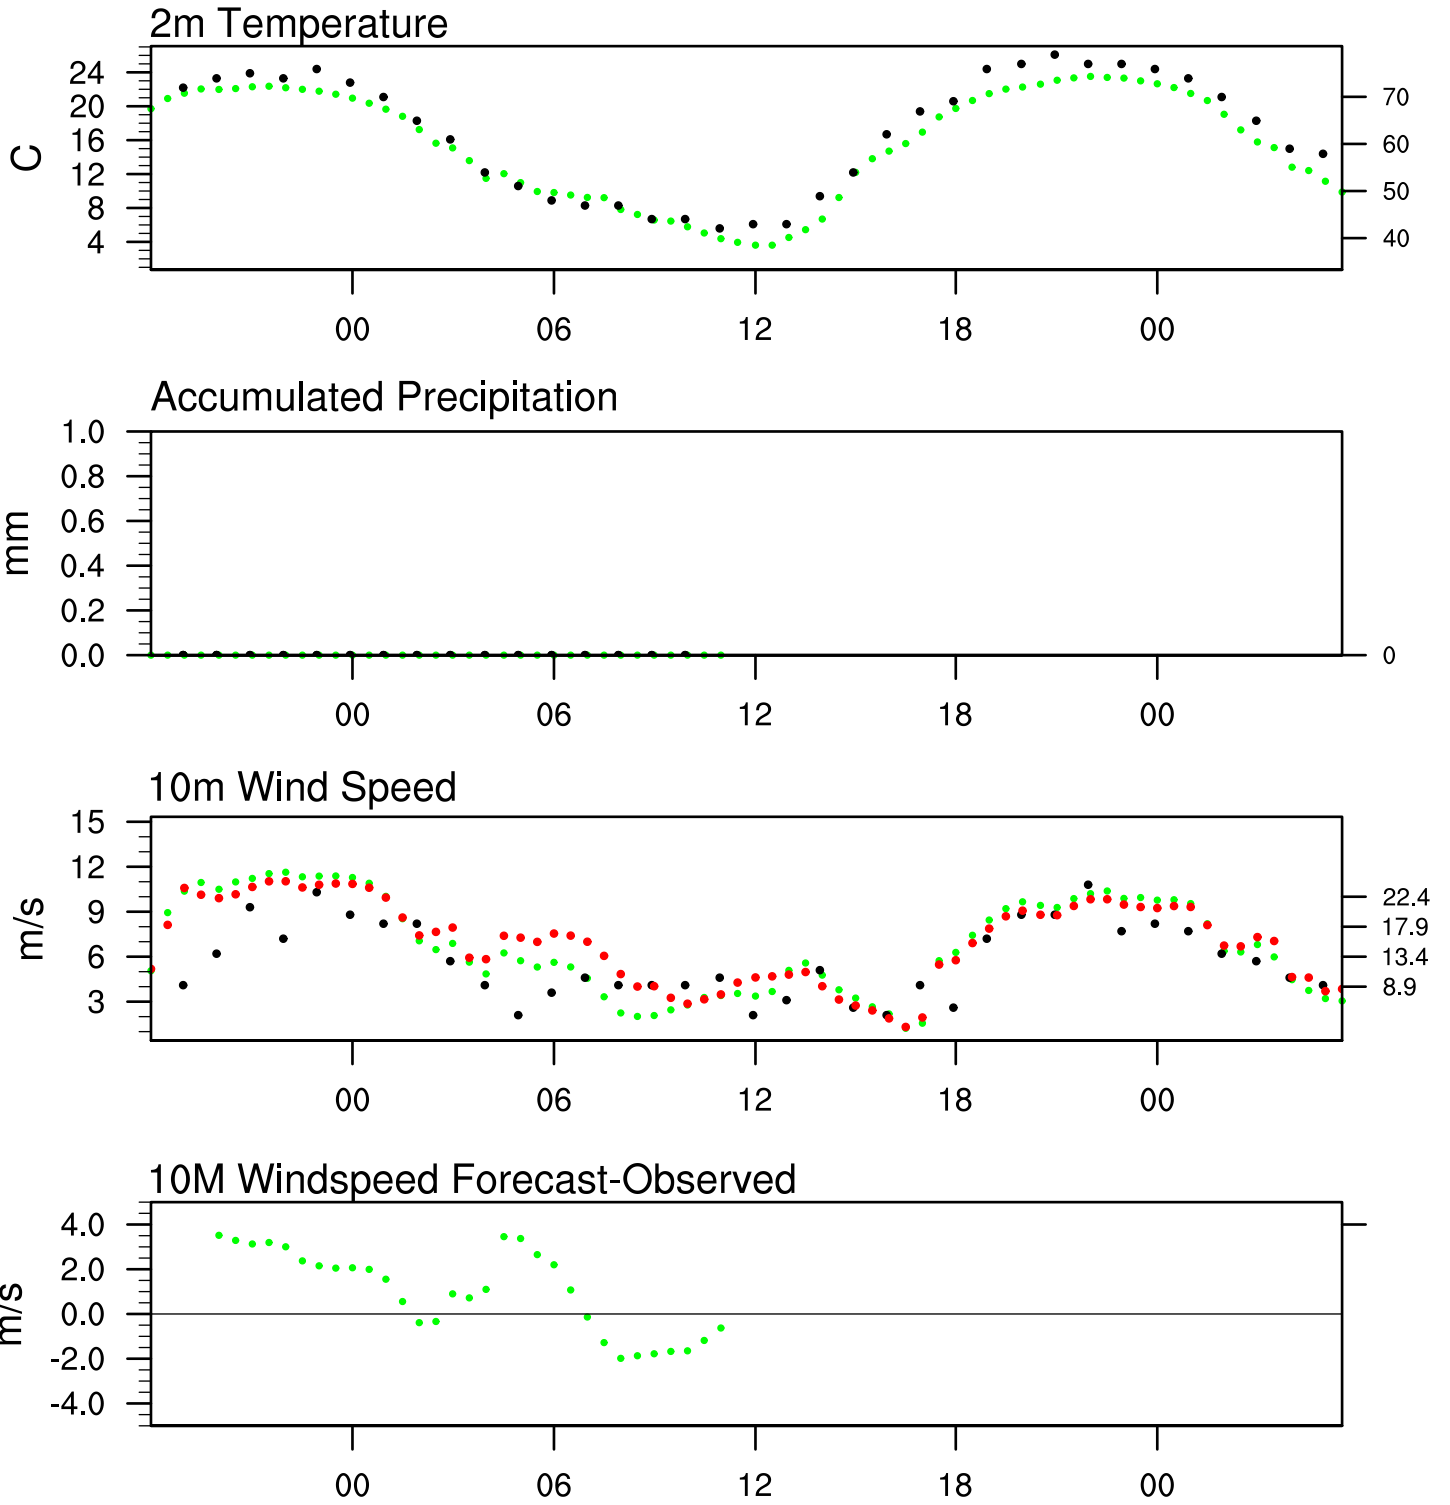 2m Temperature
24
20
16
12
8
4
C
70
60
50
40
00 06 12 18 00
Accumulated Precipitation
1.0
0.8
0.6
0.4
0.2
0.0
mm
0
00 06 12 18 00
10m Wind Speed
15
12
9
6
3
m/s
22.4
17.9
13.4
8.9
00 06 12 18 00
10M Windspeed Forecast-Observed
4.0
2.0
0.0
-2.0
-4.0
m/s
00 06 12 18 00